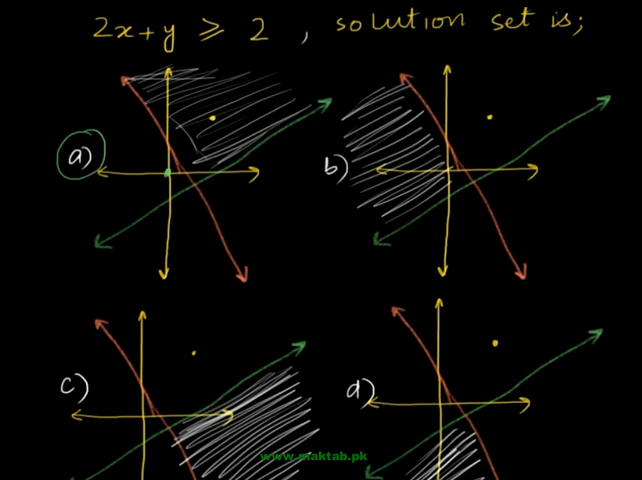 2x+y ⩾ 2 , solution set is;
a)
b)
c)
d)
www.maktab.pk